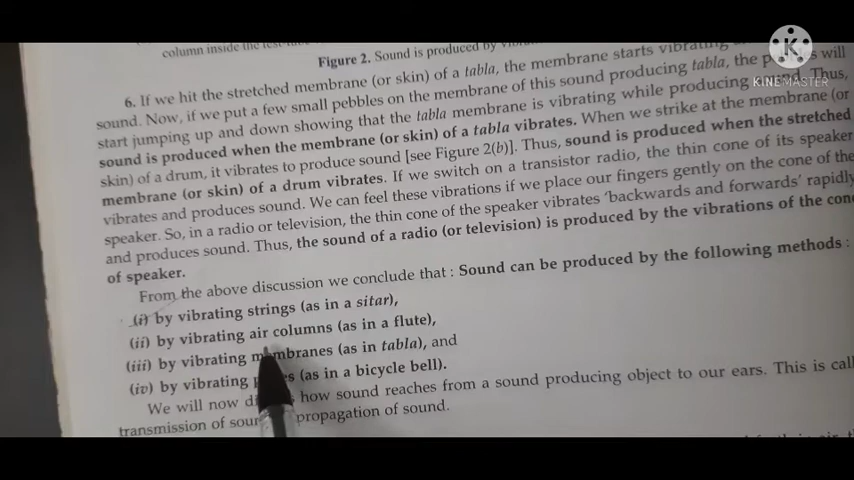 column inside the test-tube
Figure 2. Sound is produced by
K
KINEMASTER
6. If we hit the stretched membrane (or skin) of a tabla, the membrane starts vibrating
sound. Now, if we put a few small pebbles on the membrane of this sound producing tabla, the will
start jumping up and down showing that the tabla membrane is vibrating while producing sound. Thus,
sound is produced when the membrane (or skin) of a tabla vibrates. When we strike at the membrane (or
skin) of a drum, it vibrates to produce sound [see Figure 2(b)]. Thus, sound is produced when the stretched
membrane (or skin) of a drum vibrates. If we switch on a transistor radio, the thin cone of its speaker
vibrates and produces sound. We can feel these vibrations if we place our fingers gently on the cone of the
speaker. So, in a radio or television, the thin cone of the speaker vibrates 'backwards and forwards' rapidly
and produces sound. Thus, the sound of a radio (or television) is produced by the vibrations of the con
of speaker.
From the above discussion we conclude that : Sound can be produced by the following methods :
(i) by vibrating strings (as in a sitar),
(ii) by vibrating air columns (as in a flute),
(iii) by vibrating membranes (as in tabla), and
(iv) by vibrating (as in a bicycle bell).
We will now how sound reaches from a sound producing object to our ears. This is call
transmission of propagation of sound.